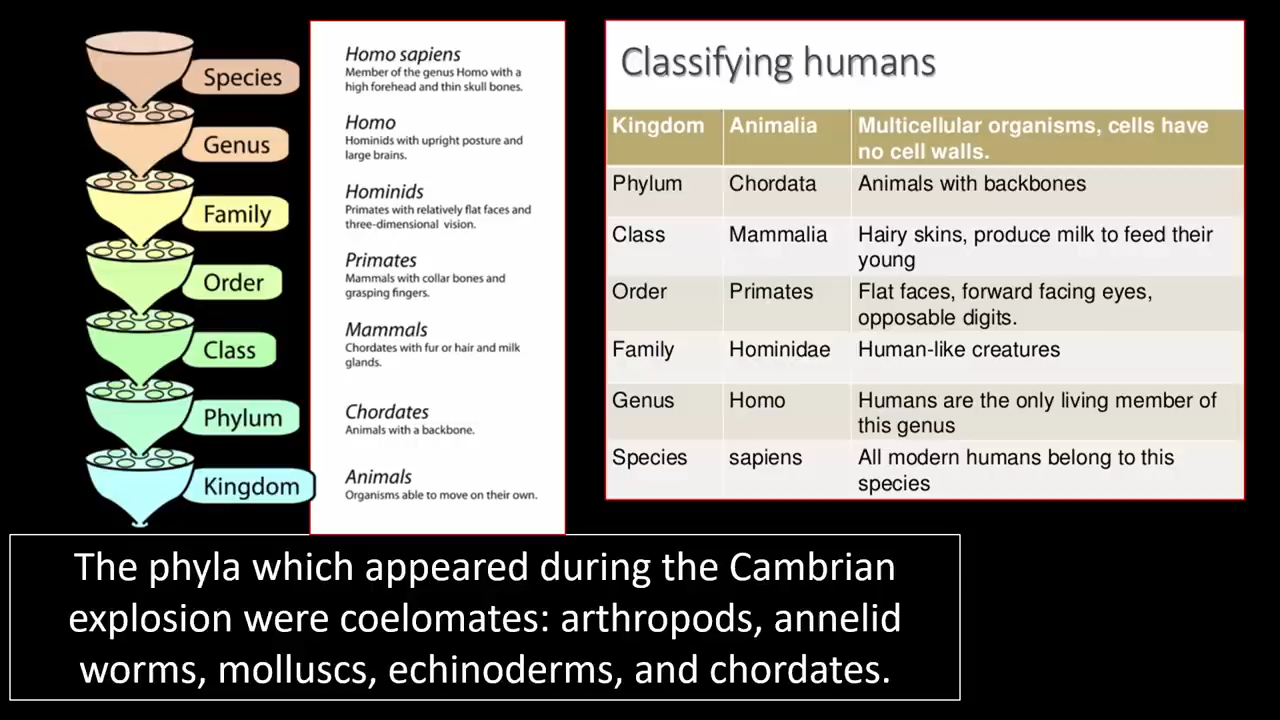 Species
Genus
Family
Order
Class
Phylum
Kingdom
Homo sapiens
Member of the genus Homo with a
high forehead and thin skull bones.
Homo
Hominids with upright posture and
large brains.
Hominids
Primates with relatively flat faces and
three-dimensional vision.
Primates
Mammals with collar bones and
grasping fingers.
Mammals
Chordates with fur or hair and milk
glands.
Chordates
Animals with a backbone.
Animals
Organisms able to move on their own.
Classifying humans
Kingdom Animalia Multicellular organisms, cells have
no cell walls.
Phylum Chordata Animals with backbones
Class Mammalia Hairy skins, produce milk to feed their
young
Order Primates Flat faces, forward facing eyes,
opposable digits.
Family Hominidae Human-like creatures
Genus Homo Humans are the only living member of
this genus
Species sapiens All modern humans belong to this
species
The phyla which appeared during the Cambrian
explosion were coelomates: arthropods, annelid
worms, molluscs, echinoderms, and chordates.